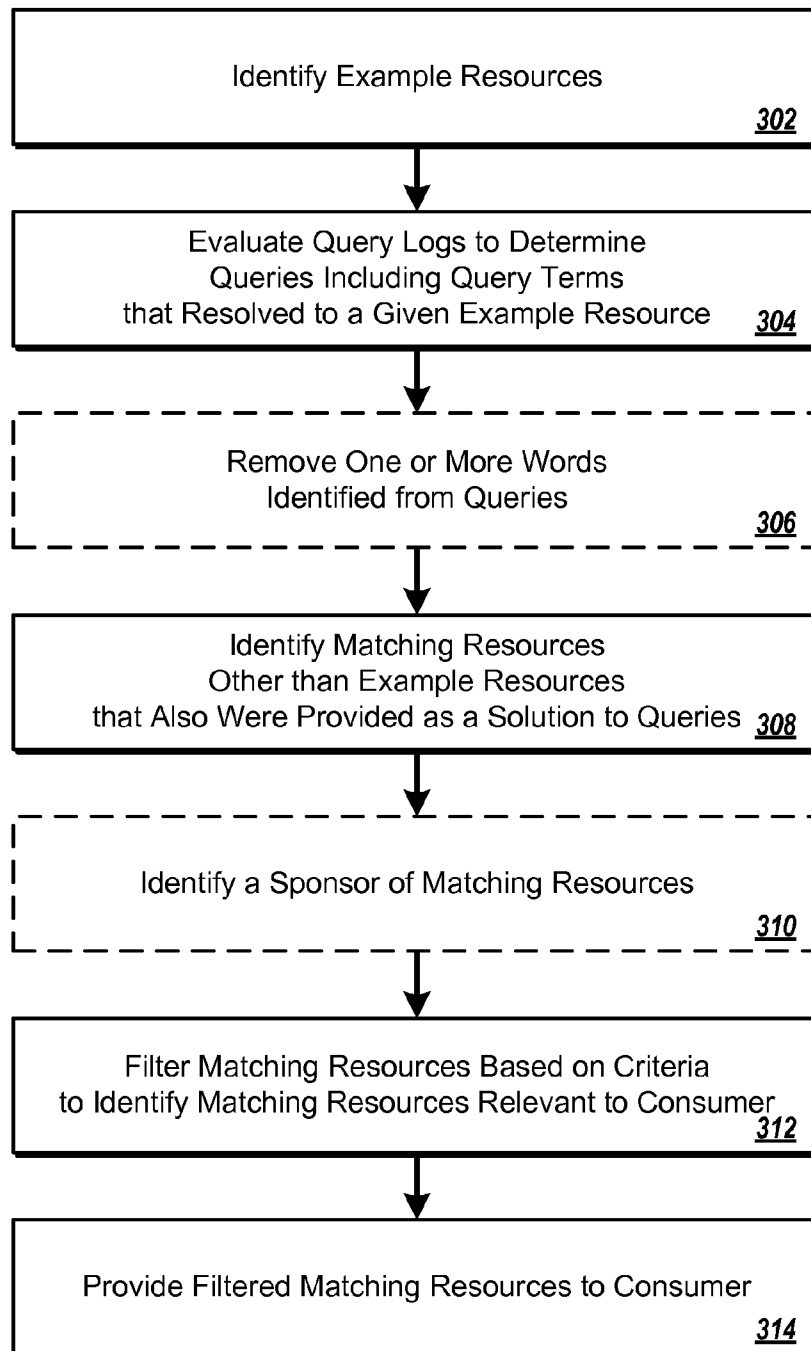 Identify Example Resources
302
Evaluate Query Logs to Determine
Queries Including Query Terms
that Resolved to a Given Example Resource
304
Remove One or More Words
Identified from Queries
306
Identify Matching Resources
Other than Example Resources
that Also Were Provided as a Solution to Queries
308
Identify a Sponsor of Matching Resources
310
Filter Matching Resources Based on Criteria
to Identify Matching Resources Relevant to Consumer
312
Provide Filtered Matching Resources to Consumer
314